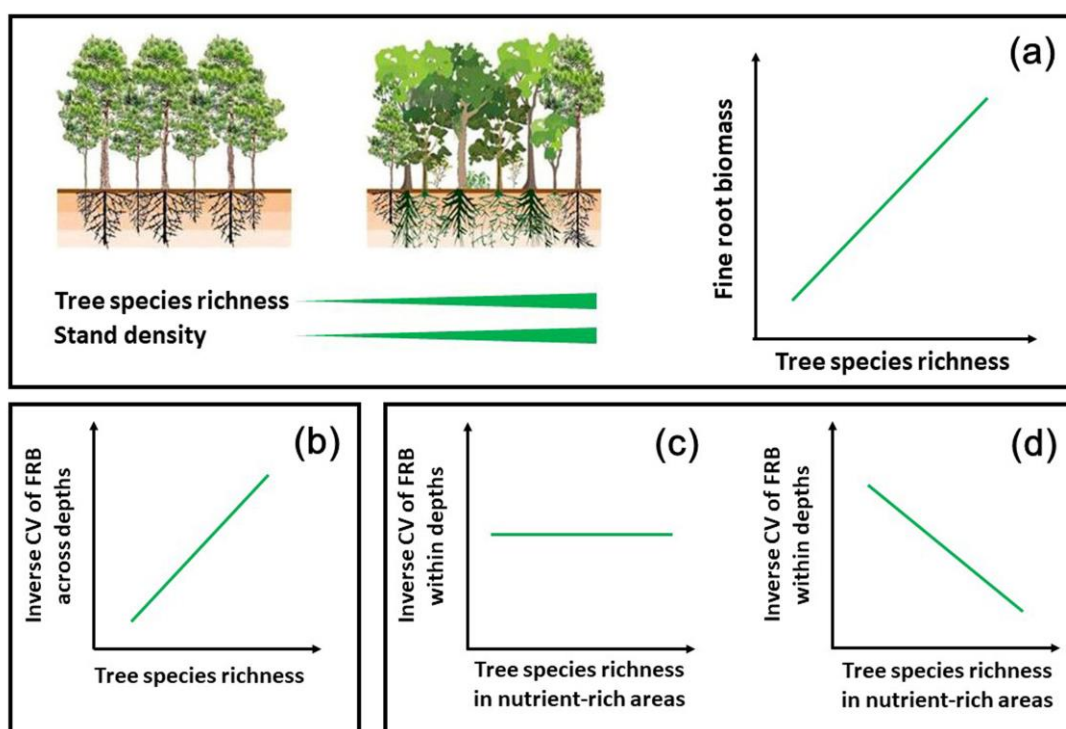 (a)
Fine root biomass
Tree species richness
Tree species richness
Stand density
(b)
Inverse CV of FRB
across depths
Tree species richness
(c)
Inverse CV of FRB
within depths
Tree species richness
in nutrient-rich areas
(d)
Inverse CV of FRB
within depths
Tree species richness
in nutrient-rich areas